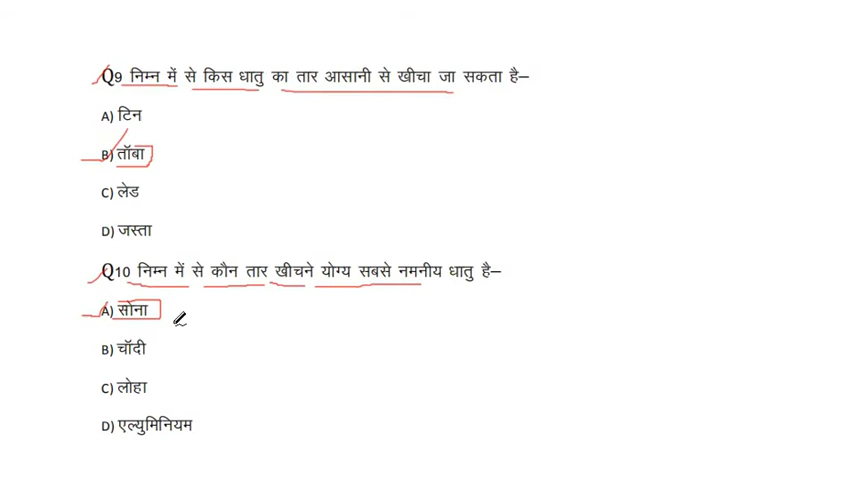 Q9 निम्न में से किस धातु का तार आसानी से खीचा जा सकता है–
A) टिन
B) तॉबा
C) लेड
D) जस्ता
Q10 निम्न में से कौन तार खीचने योग्य सबसे नमनीय धातु है–
A) सोना
B) चॉदी
C) लोहा
D) एल्युमिनियम